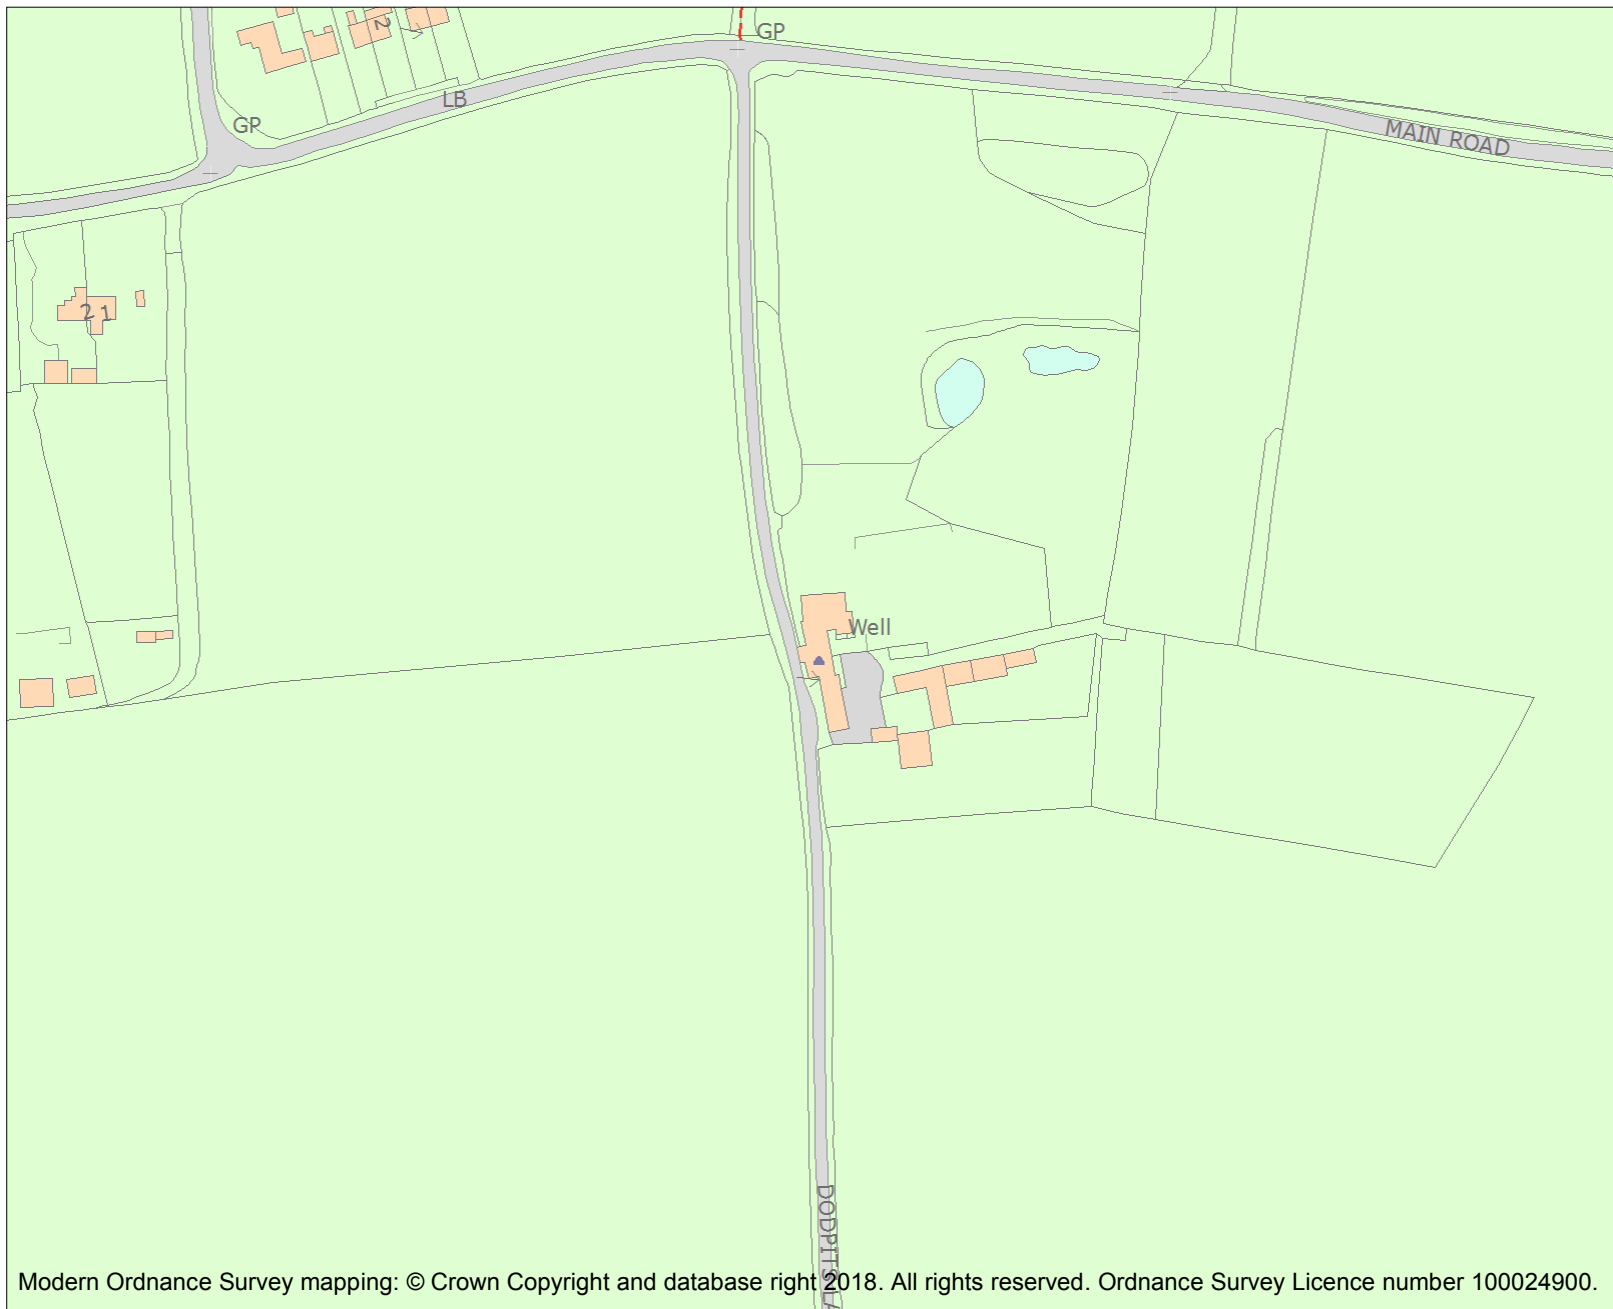 2
GP
LB
GP
MAIN ROAD
2 1
Well
DODPITS LA
Modern Ordnance Survey mapping: © Crown Copyright and database right 2018. All rights reserved. Ordnance Survey Licence number 100024900.